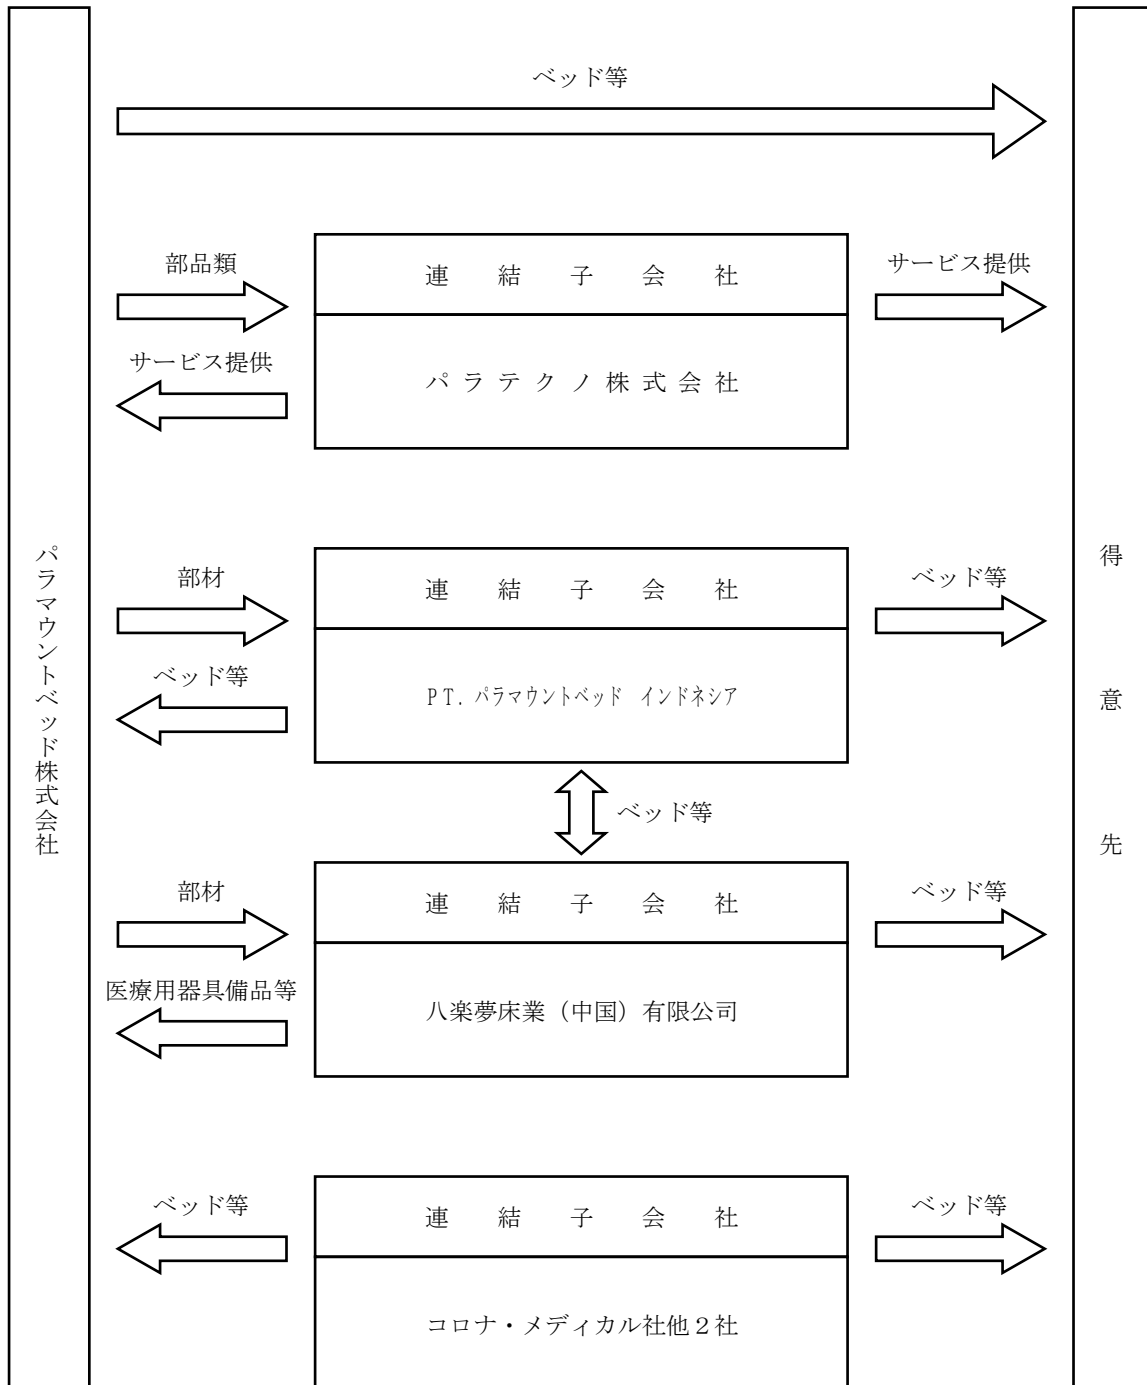 ベッド等
部品類
連結子会社
サービス提供
サービス提供
パラテクノ株式会社
パラマウントベッド株式会社
得意先
部材
連結子会社
ベッド等
ベッド等
PT. パラマウントベッド　インドネシア
ベッド等
部材
連結子会社
ベッド等
医療用器具備品等
八楽夢床業（中国）有限公司
ベッド等
連結子会社
ベッド等
コロナ・メディカル社他２社